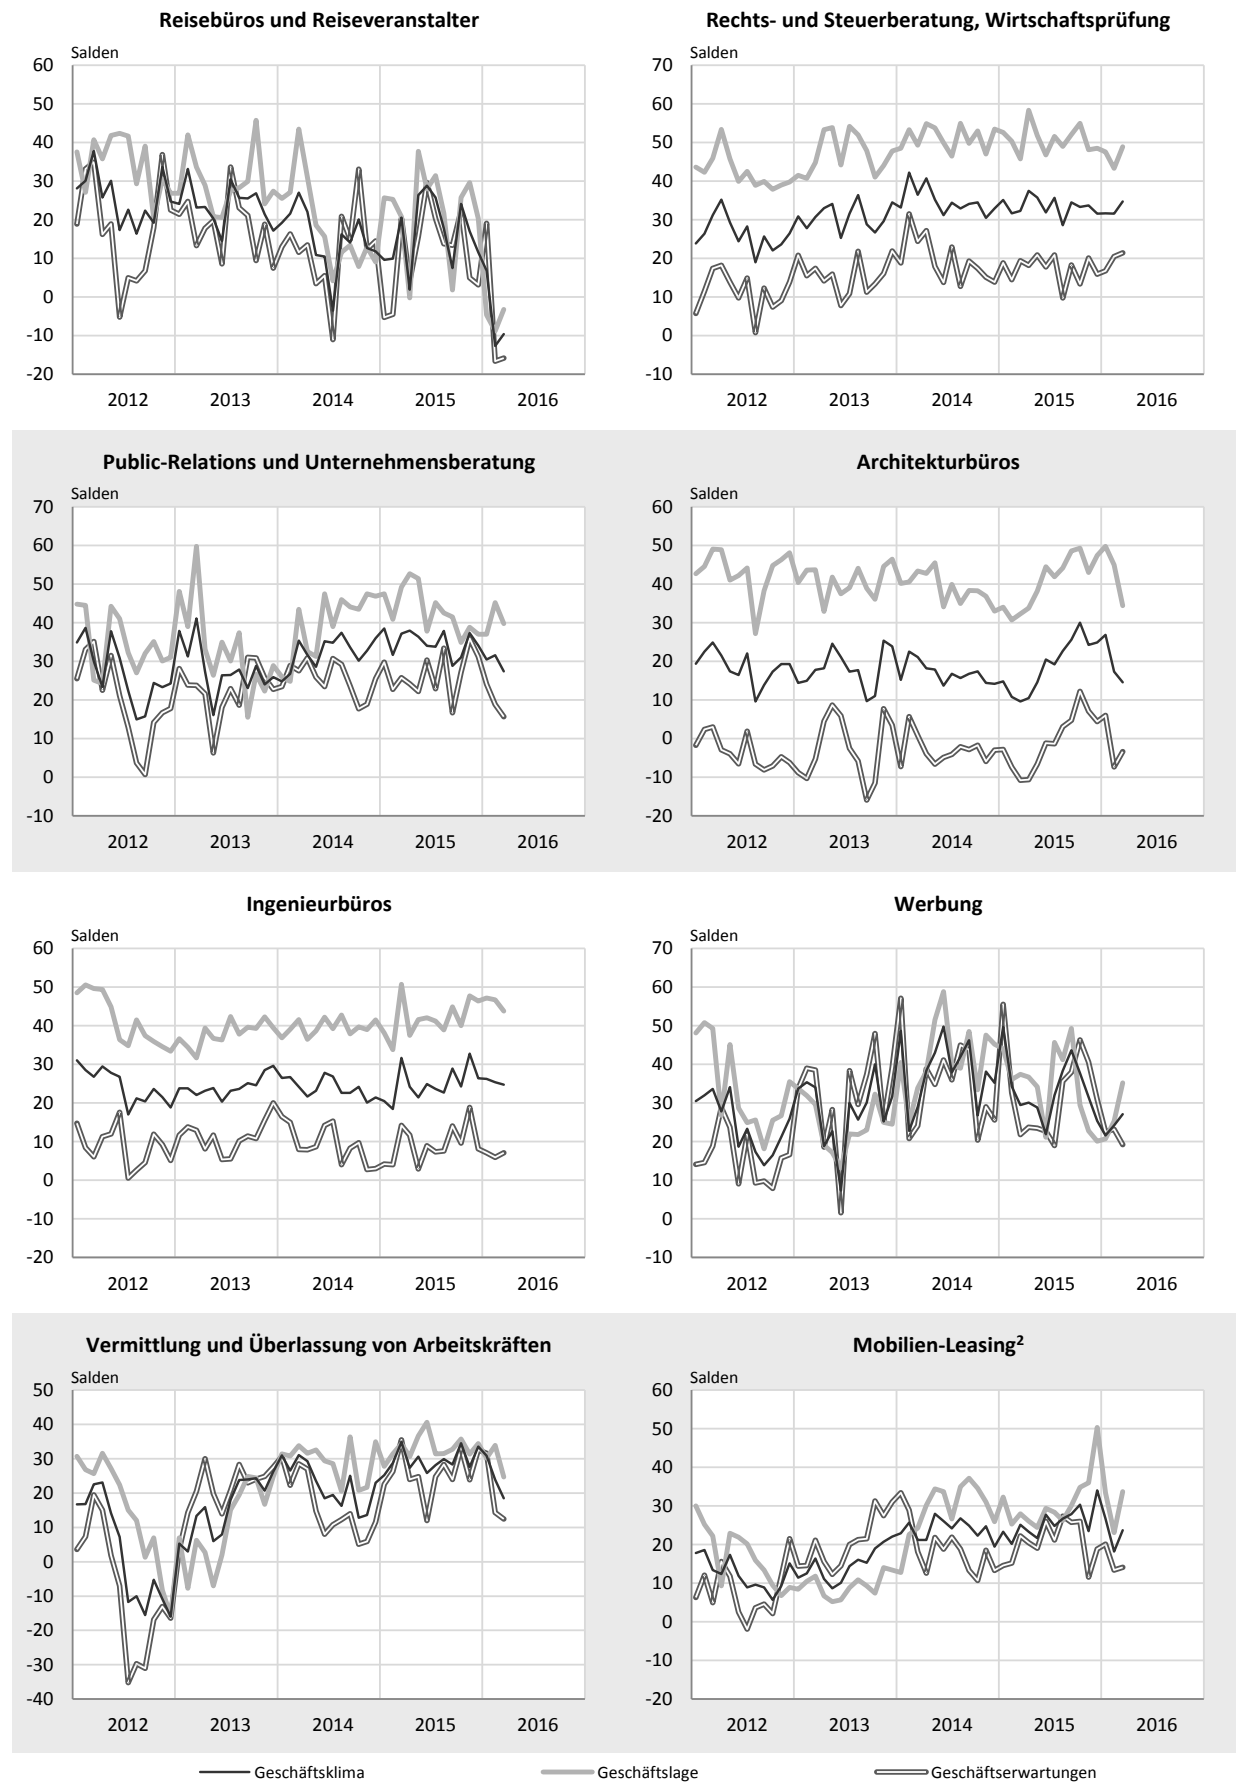 Reisebüros und Reiseveranstalter
Salden
60
50
40
30
20
10
0
-10
-20
2012 2013 2014 2015 2016
Rechts- und Steuerberatung, Wirtschaftsprüfung
Salden
70
60
50
40
30
20
10
0
-10
2012 2013 2014 2015 2016
Public-Relations und Unternehmensberatung
Salden
70
60
50
40
30
20
10
0
-10
2012 2013 2014 2015 2016
Architekturbüros
Salden
60
50
40
30
20
10
0
-10
-20
2012 2013 2014 2015 2016
Ingenieurbüros
Salden
60
50
40
30
20
10
0
-10
-20
2012 2013 2014 2015 2016
Werbung
Salden
70
60
50
40
30
20
10
0
-10
2012 2013 2014 2015 2016
Vermittlung und Überlassung von Arbeitskräften
Salden
50
40
30
20
10
0
-10
-20
-30
-40
2012 2013 2014 2015 2016
Mobilien-Leasing²
Salden
60
50
40
30
20
10
0
-10
-20
2012 2013 2014 2015 2016
Geschäftsklima Geschäftslage Geschäftserwartungen